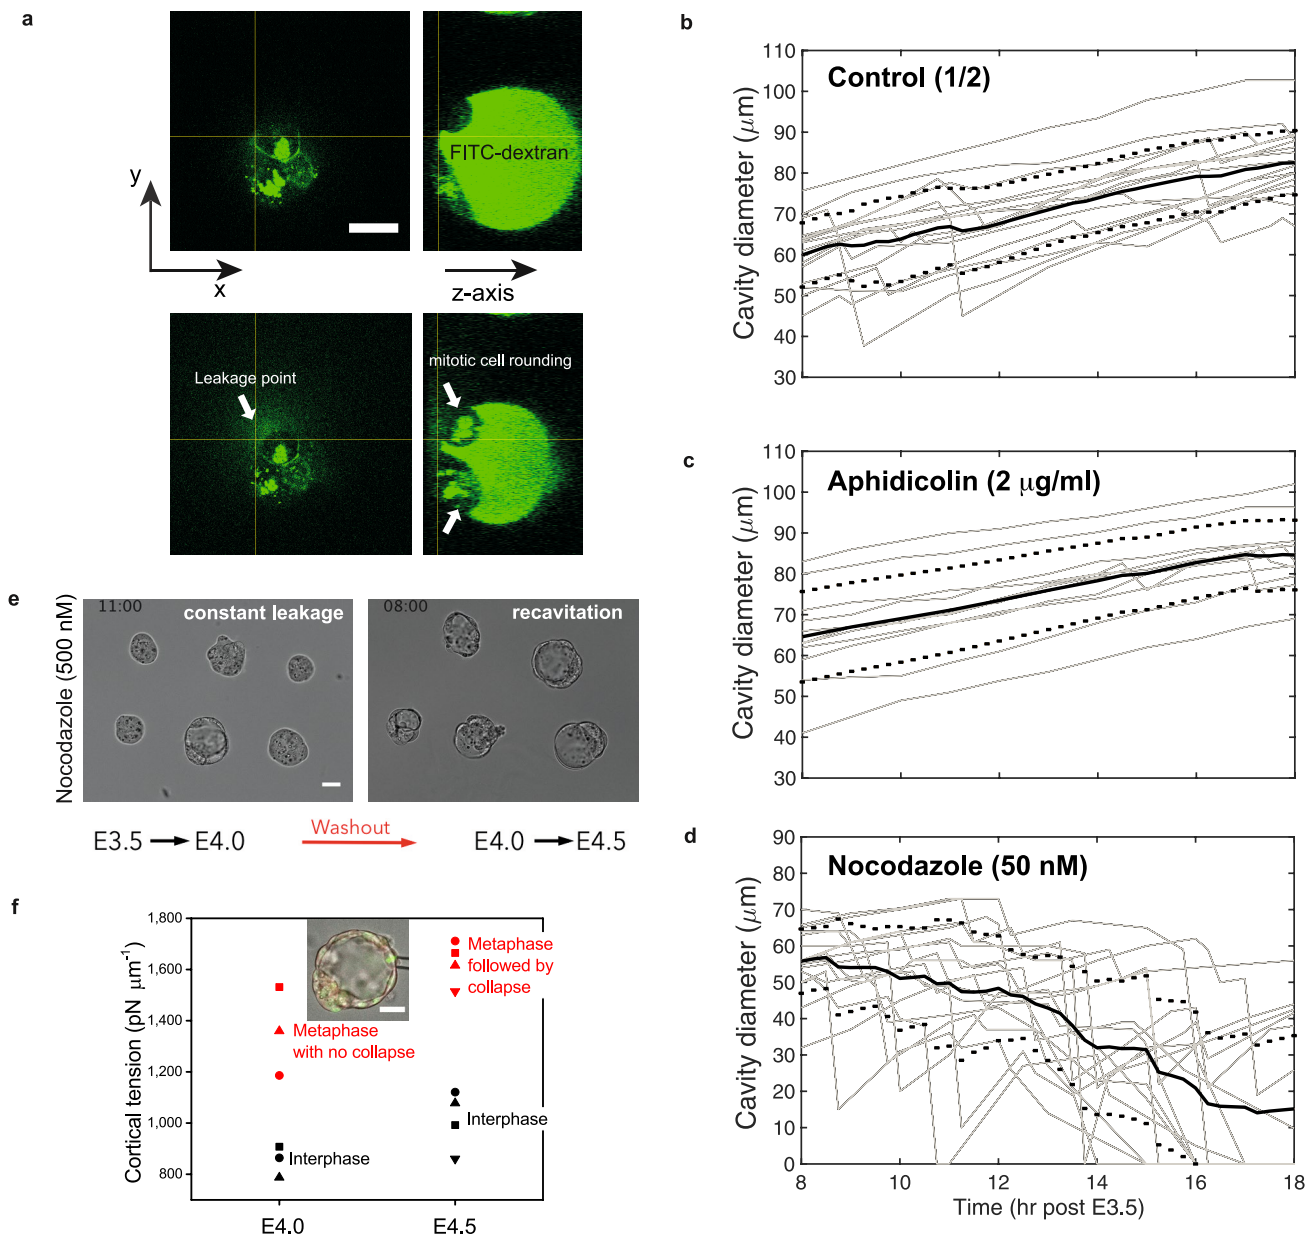 a
y
x
FITC-dextran
z-axis
Leakage point
mitotic cell rounding
b
Control (1/2)
Cavity diameter (μm)
110
100
90
80
70
60
50
40
30
c
Aphidicolin (2 μg/ml)
Cavity diameter (μm)
110
100
90
80
70
60
50
40
30
d
Nocodazole (50 nM)
Cavity diameter (μm)
90
80
70
60
50
40
30
20
10
0
8 10 12 14 16 18
Time (hr post E3.5)
e
Nocodazole (500 nM)
11:00
constant leakage
08:00
recavitation
E3.5 → E4.0
Washout
E4.0 → E4.5
f
Cortical tension (pN μm⁻¹)
1,800
1,600
1,400
1,200
1,000
800
Metaphase
with no collapse
Interphase
Metaphase
followed by
collapse
Interphase
E4.0
E4.5